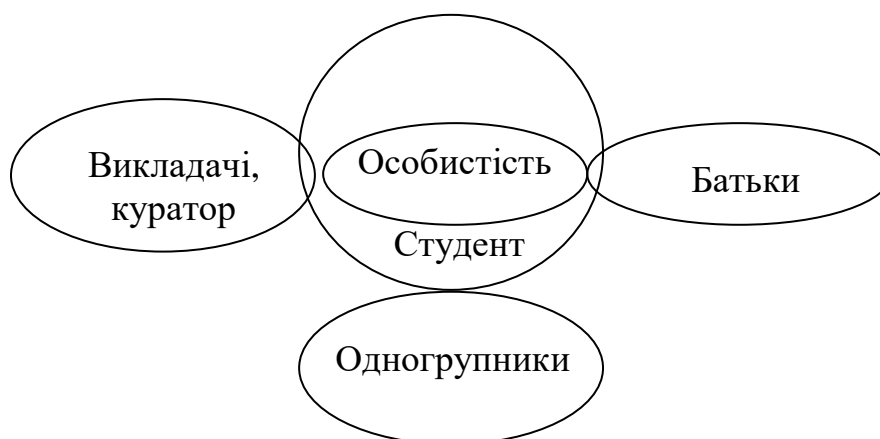 Викладачі,
куратор
Особистість
Студент
Батьки
Одногрупники